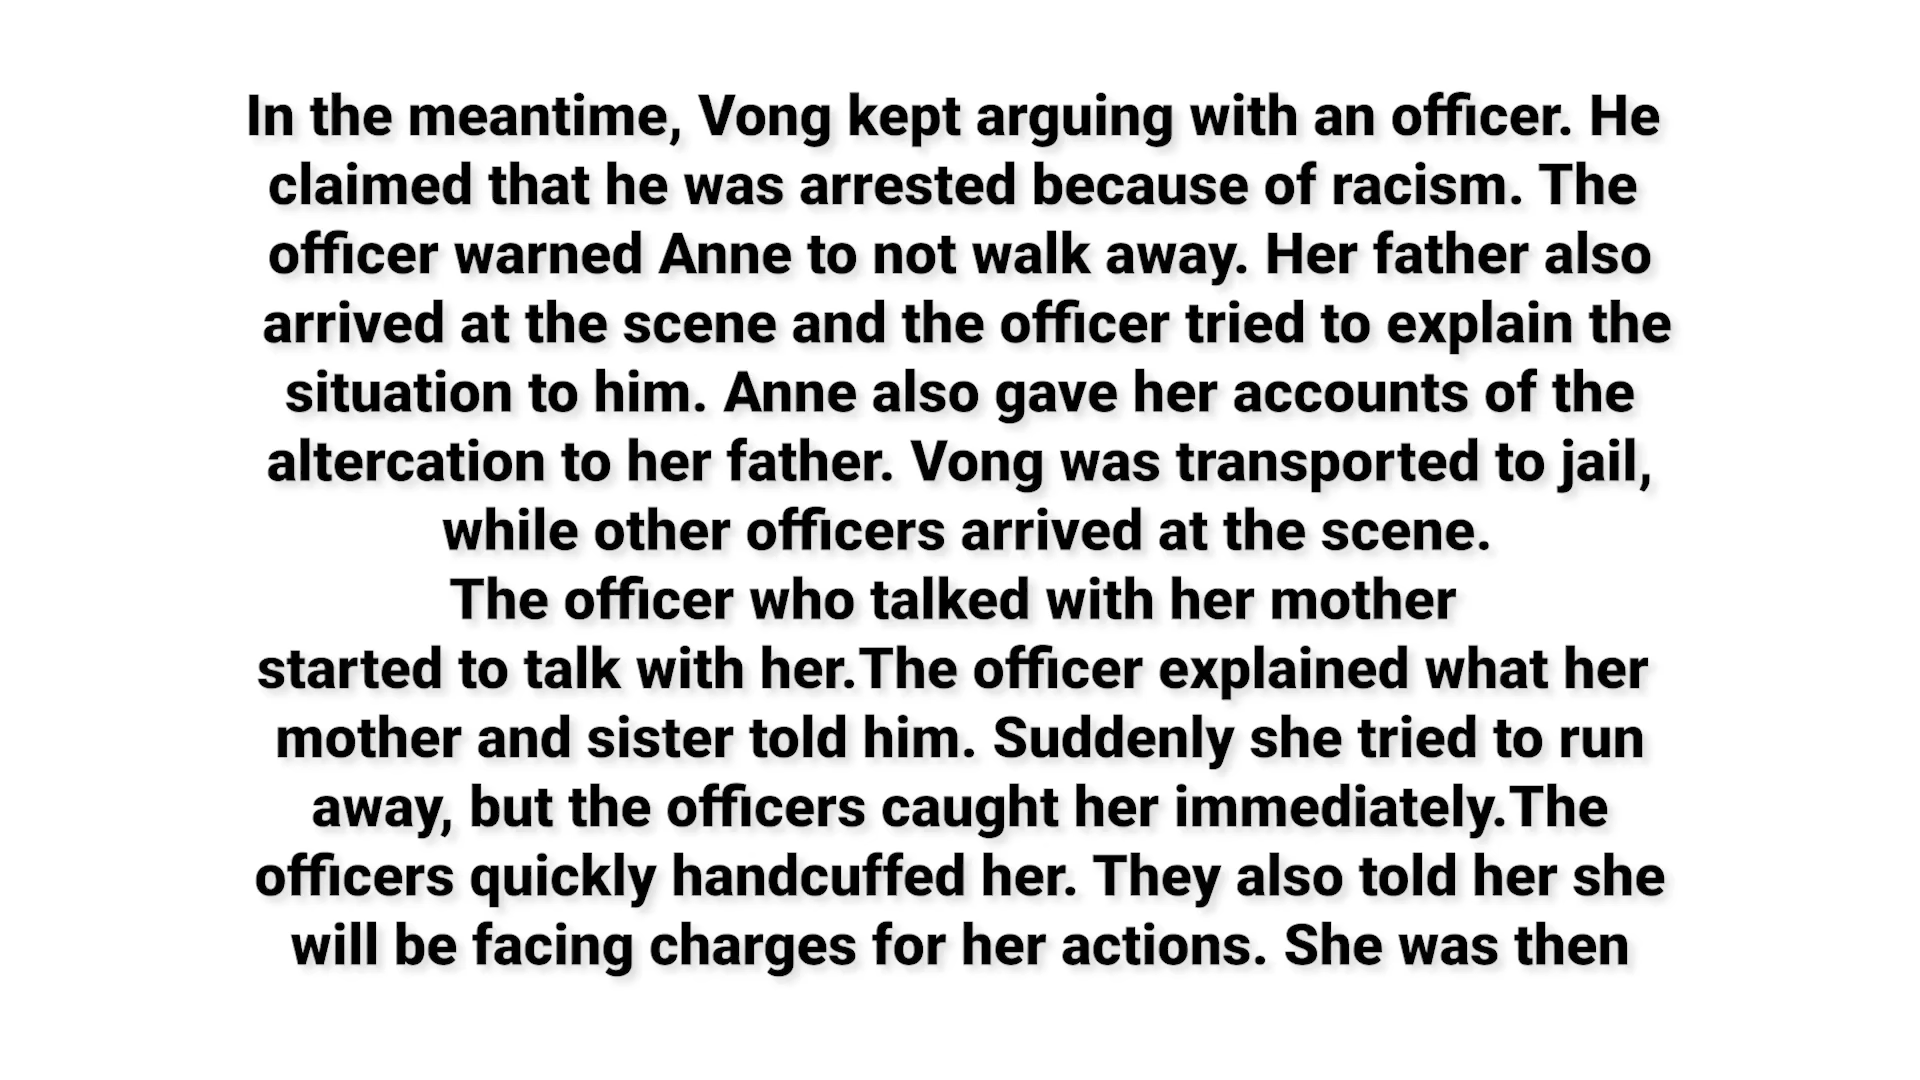 In the meantime, Vong kept arguing with an officer. He
claimed that he was arrested because of racism. The
officer warned Anne to not walk away. Her father also
arrived at the scene and the officer tried to explain the
situation to him. Anne also gave her accounts of the
altercation to her father. Vong was transported to jail,
while other officers arrived at the scene.
The officer who talked with her mother
started to talk with her.The officer explained what her
mother and sister told him. Suddenly she tried to run
away, but the officers caught her immediately.The
officers quickly handcuffed her. They also told her she
will be facing charges for her actions. She was then